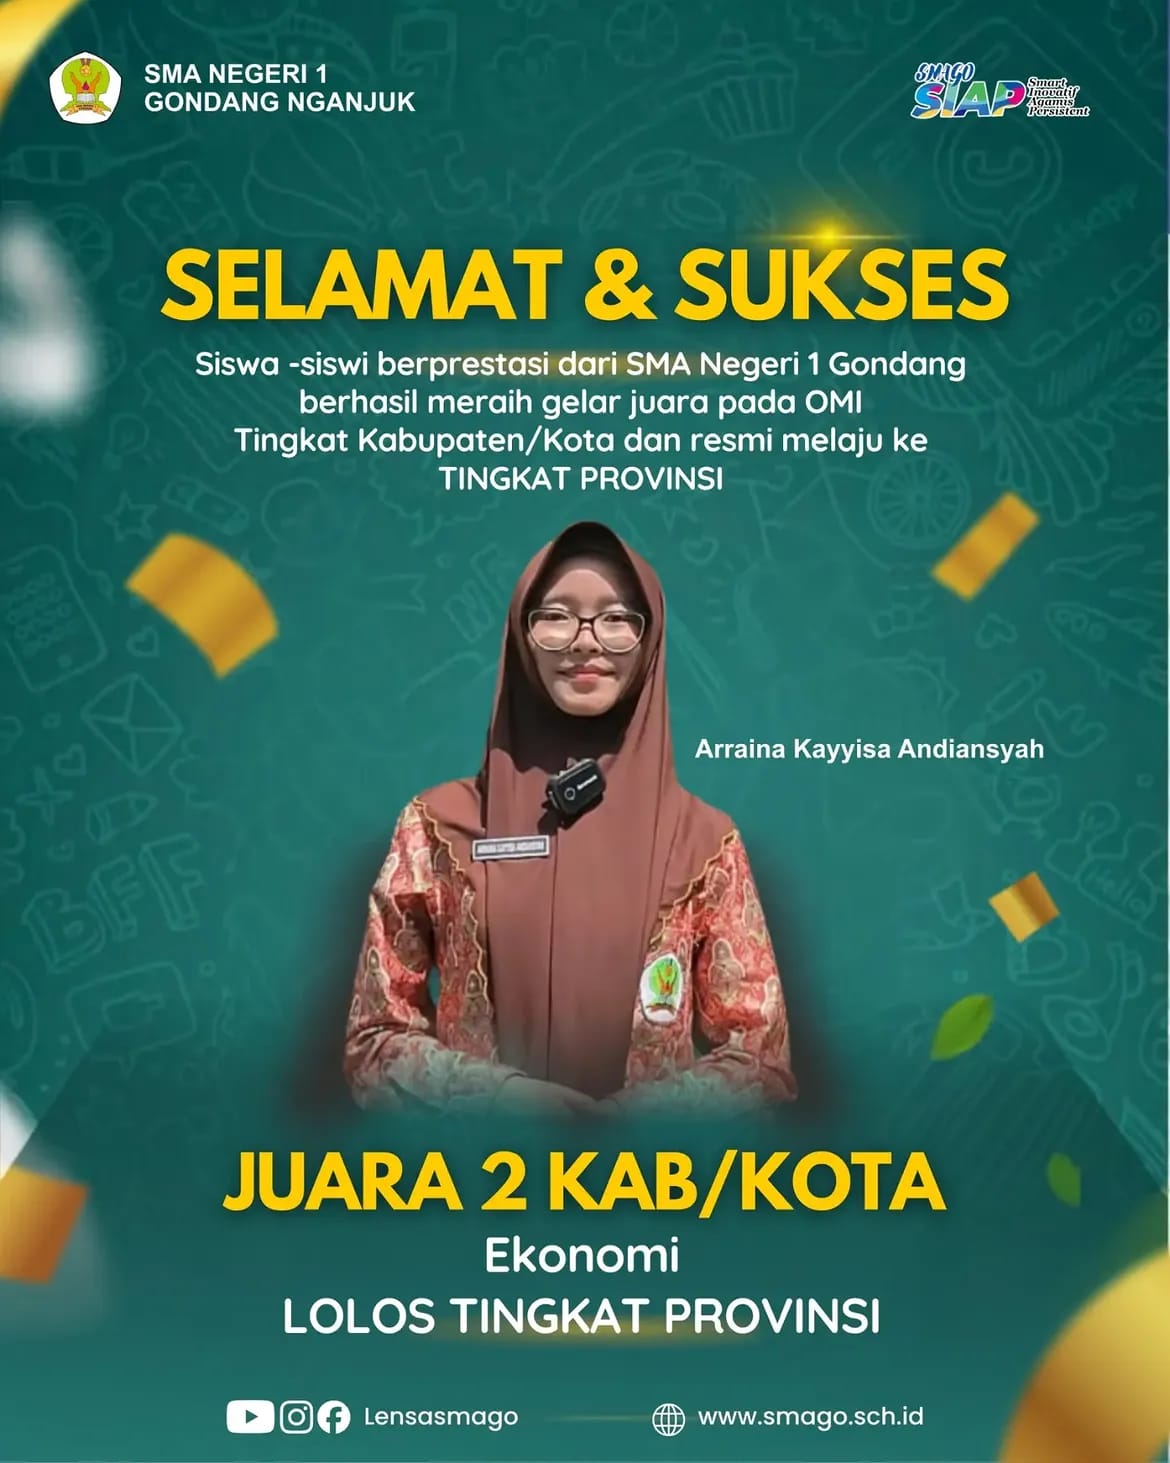 SMA NEGERI 1
GONDANG NGANJUK
SMAGO
SIAP
Smart
Inovatif
Agamis
Persistent
SELAMAT & SUKSES
Siswa -siswi berprestasi dari SMA Negeri 1 Gondang
berhasil meraih gelar juara pada OMI
Tingkat Kabupaten/Kota dan resmi melaju ke
TINGKAT PROVINSI
Arraina Kayyisa Andiansyah
BFF
Hello
JUARA 2 KAB/KOTA
Ekonomi
LOLOS TINGKAT PROVINSI
Lensasmago
www.smago.sch.id